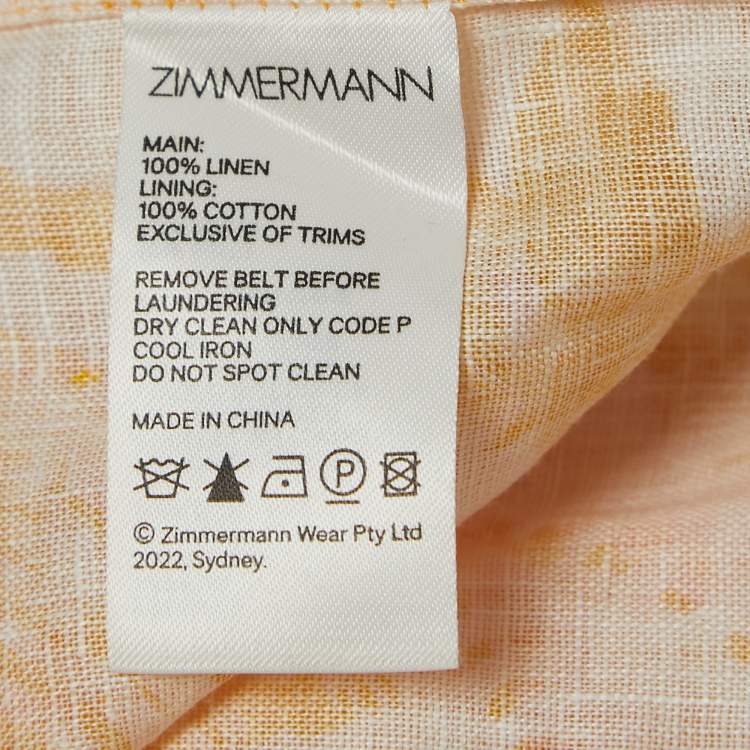 ZIMMERMANN
MAIN:
100% LINEN
LINING:
100% COTTON
EXCLUSIVE OF TRIMS
REMOVE BELT BEFORE
LAUNDERING
DRY CLEAN ONLY CODE P
COOL IRON
DO NOT SPOT CLEAN
MADE IN CHINA
P
© Zimmermann Wear Pty Ltd
2022, Sydney.